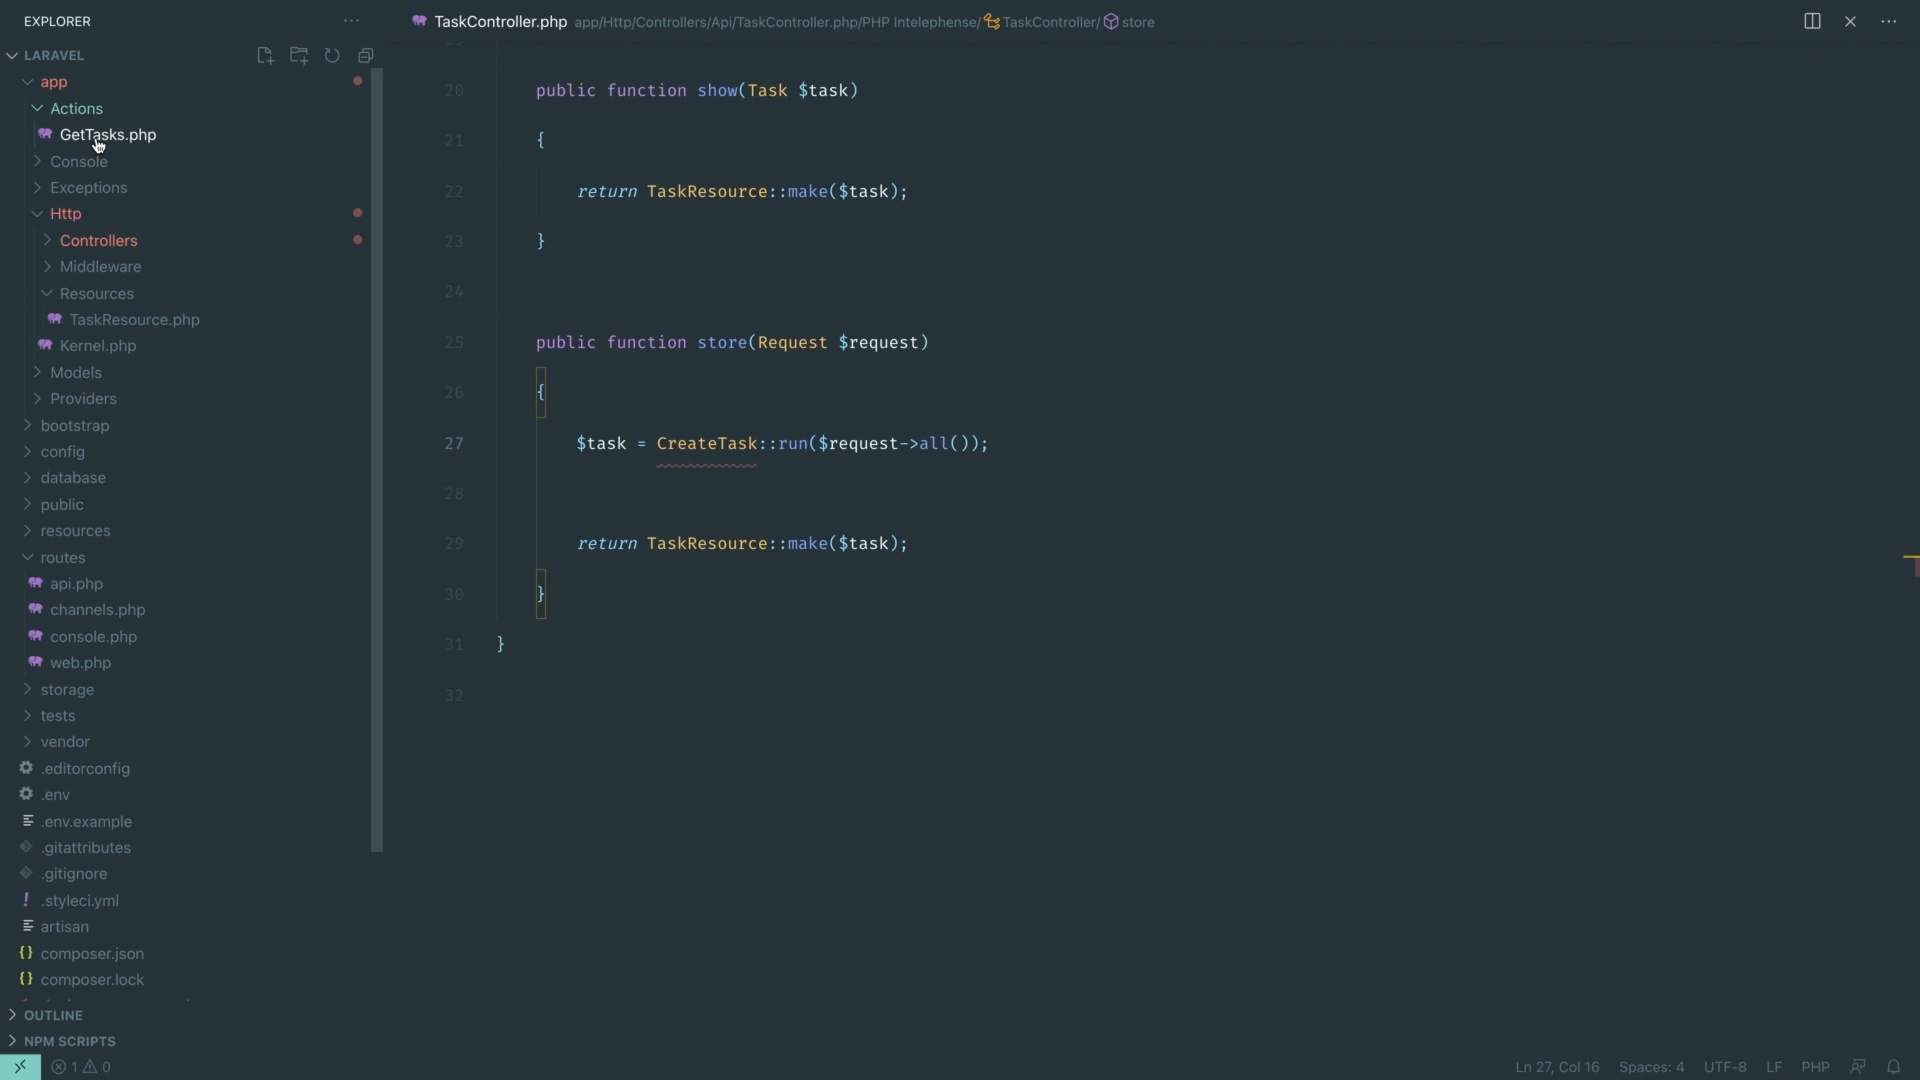 EXPLORER
TaskController.php app/Http/Controllers/Api/TaskController.php/PHP Intelephense/ TaskController/ store
LARAVEL
app
Actions
GetTasks.php
Console
Exceptions
Http
Controllers
Middleware
Resources
TaskResource.php
Kernel.php
Models
Providers
bootstrap
config
database
public
resources
routes
api.php
channels.php
console.php
web.php
storage
tests
vendor
.editorconfig
.env
.env.example
.gitattributes
.gitignore
.styleci.yml
artisan
composer.json
composer.lock
OUTLINE
NPM SCRIPTS
20 public function show(Task $task)
21 {
22 return TaskResource::make($task);
23 }
24
25 public function store(Request $request)
26 {
27 $task = CreateTask::run($request->all());
28
29 return TaskResource::make($task);
30 }
31 }
32
1 0
Ln 27, Col 16 Spaces: 4 UTF-8 LF PHP